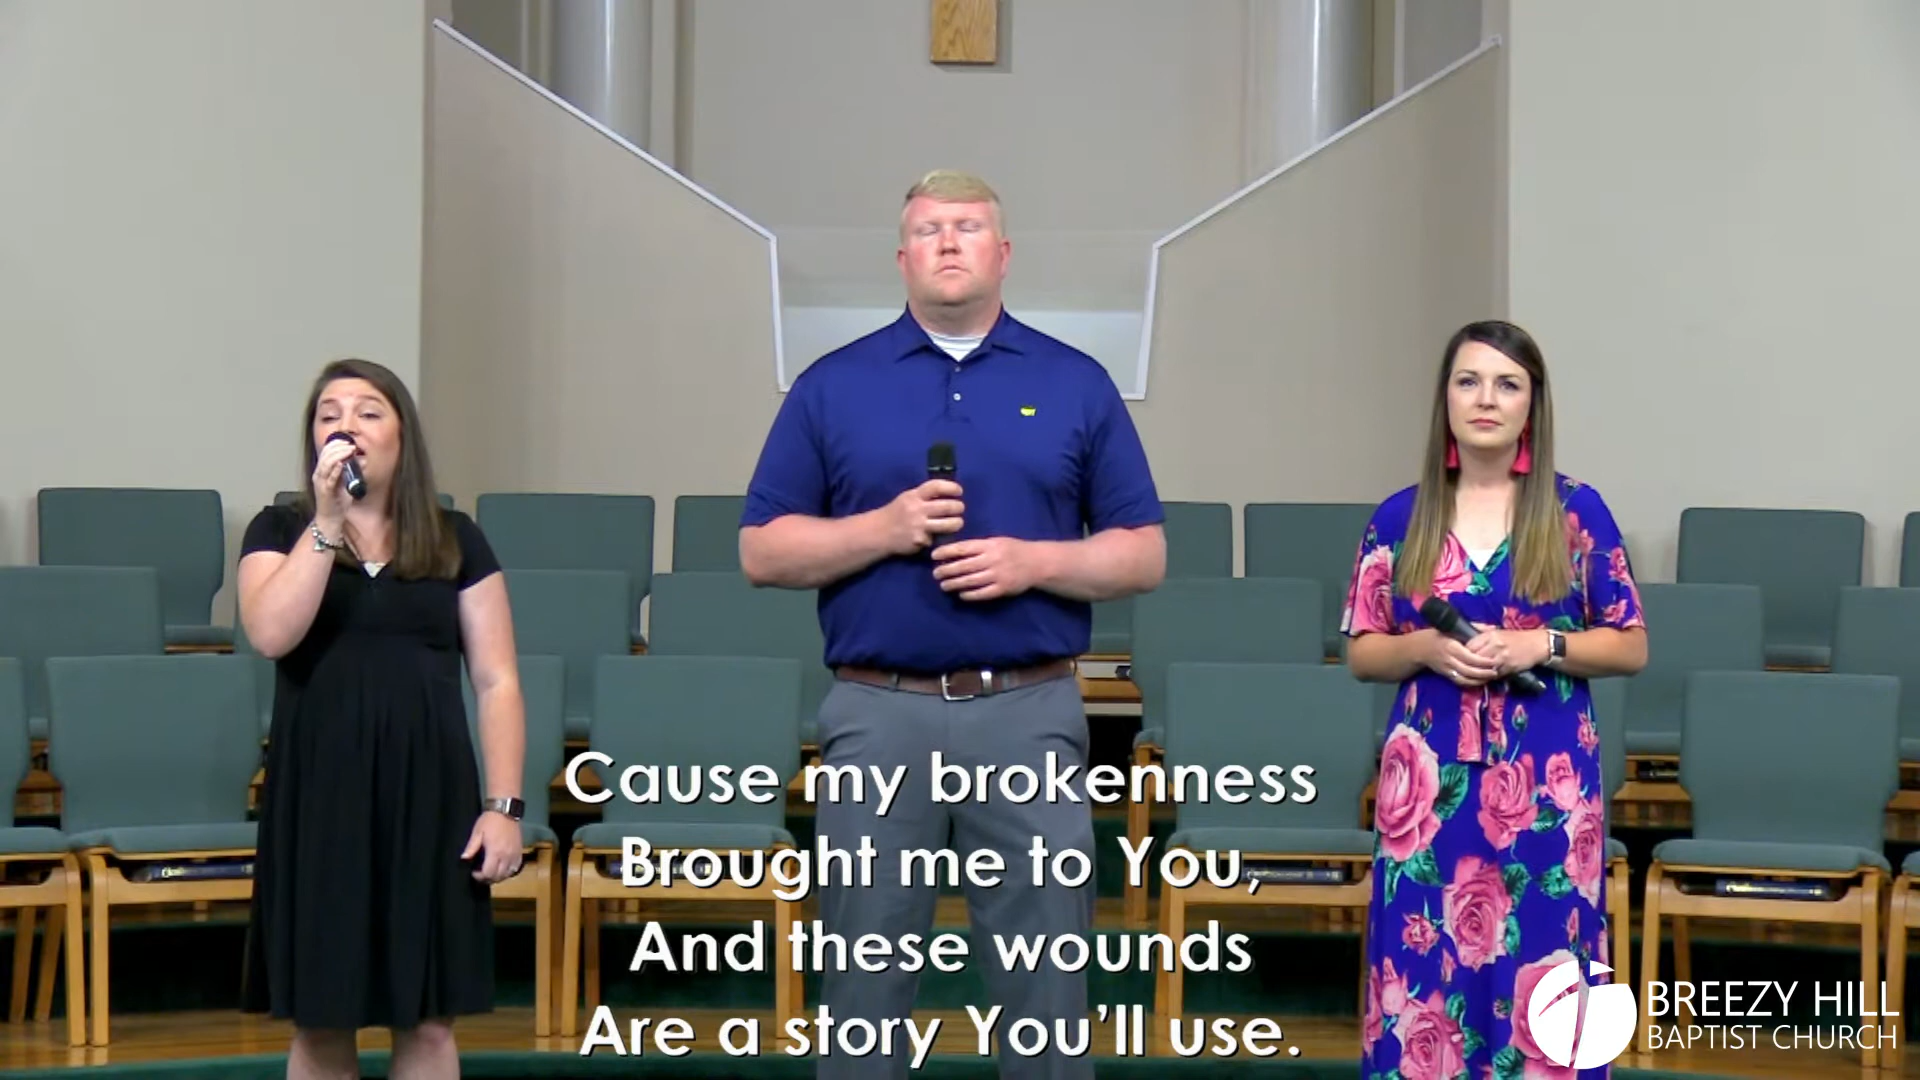 Cause my brokenness
Brought me to You,
And these wounds
Are a story You'll use.
BREEZY HILL
BAPTIST CHURCH